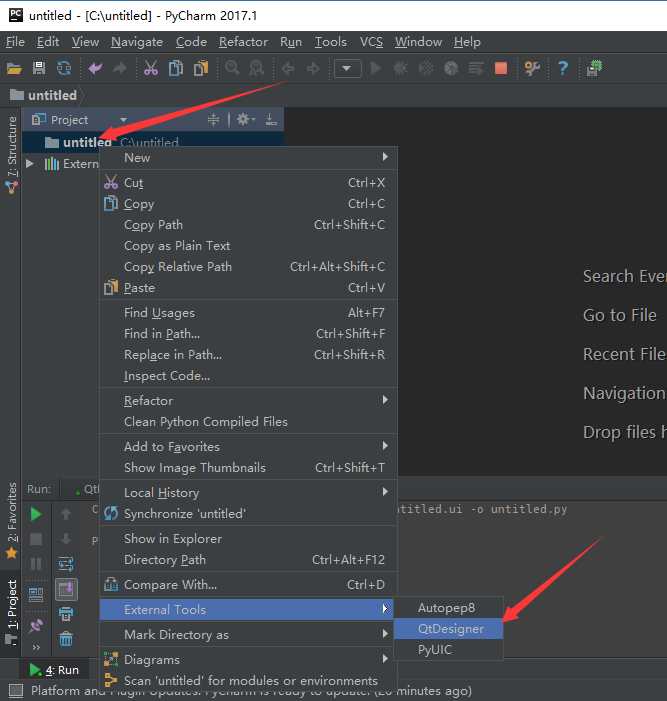 untitled - [C:\untitled] - PyCharm 2017.1
File Edit View Navigate Code Refactor Run Tools VCS Window Help
untitled
Project
untitled C:\untitled
Extern
New
Cut Ctrl+X
Copy Ctrl+C
Copy Path Ctrl+Shift+C
Copy as Plain Text
Copy Relative Path Ctrl+Alt+Shift+C
Paste Ctrl+V
Find Usages Alt+F7
Find in Path... Ctrl+Shift+F
Replace in Path... Ctrl+Shift+R
Inspect Code...
Refactor
Clean Python Compiled Files
Add to Favorites
Show Image Thumbnails Ctrl+Shift+T
Local History
Synchronize 'untitled'
Show in Explorer
Directory Path Ctrl+Alt+F12
Compare With... Ctrl+D
External Tools
Mark Directory as
Diagrams
Scan 'untitled' for modules or environments
Autopep8
QtDesigner
PyUIC
Search Eve
Go to File
Recent File
Navigation
Drop files h
7: Structure
2: Favorites
1: Project
Run: Qt
C
titled.ui -o untitled.py
P
4: Run
Platform and Plugin Updates: PyCharm is ready to update. (20 minutes ago)